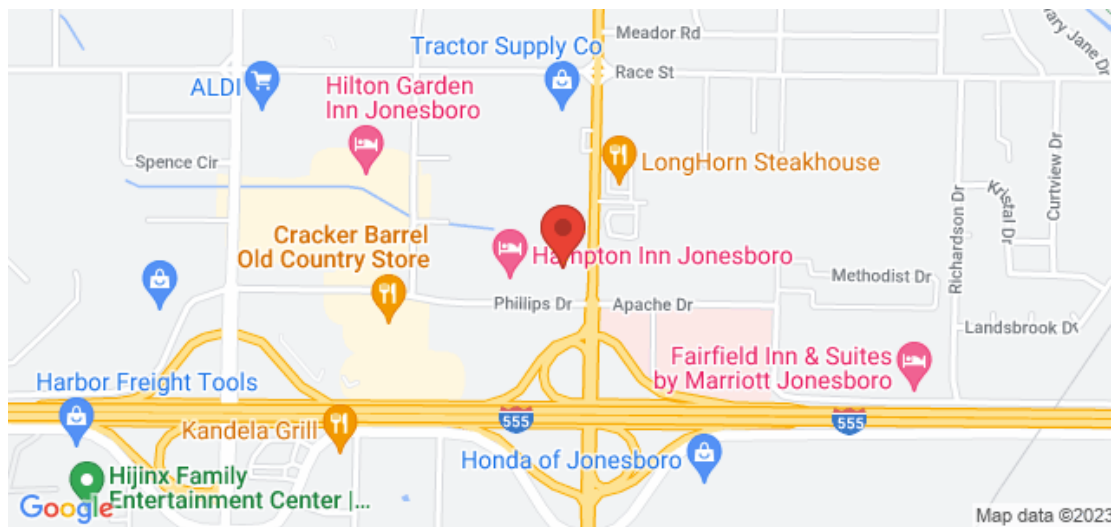 Meador Rd
Mary Jane Dr
Tractor Supply Co
Race St
ALDI
Hilton Garden
Inn Jonesboro
Spence Cir
LongHorn Steakhouse
Richardson Dr
Kristal Dr
Curtview Dr
Cracker Barrel
Old Country Store
Hampton Inn Jonesboro
Methodist Dr
Phillips Dr
Apache Dr
Landsbrook D
Fairfield Inn & Suites
by Marriott Jonesboro
Harbor Freight Tools
555
555
Kandela Grill
Honda of Jonesboro
Hijinx Family
Entertainment Center |...
Google
Map data ©2023